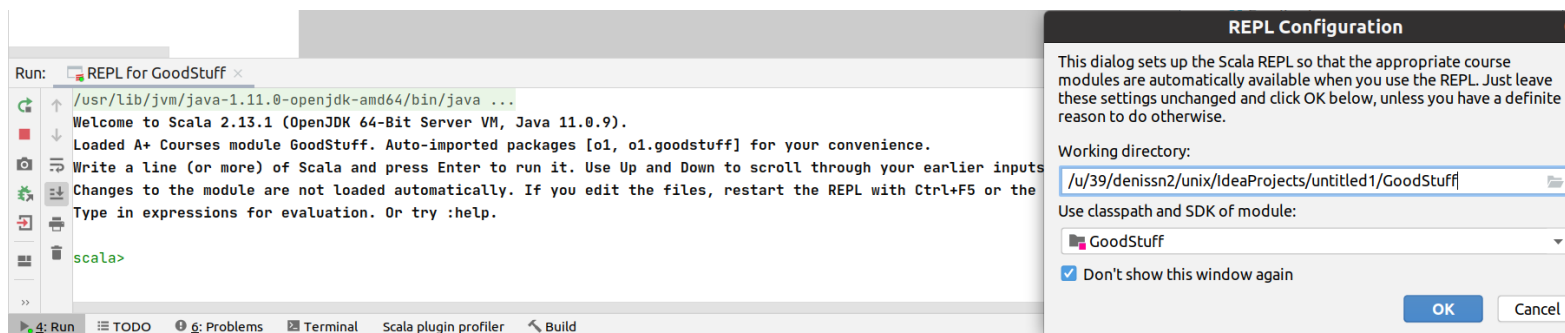 Run:
REPL for GoodStuff
/usr/lib/jvm/java-1.11.0-openjdk-amd64/bin/java ...
Welcome to Scala 2.13.1 (OpenJDK 64-Bit Server VM, Java 11.0.9).
Loaded A+ Courses module GoodStuff. Auto-imported packages [o1, o1.goodstuff] for your convenience.
Write a line (or more) of Scala and press Enter to run it. Use Up and Down to scroll through your earlier inputs
Changes to the module are not loaded automatically. If you edit the files, restart the REPL with Ctrl+F5 or the
Type in expressions for evaluation. Or try :help.
scala>
4: Run
TODO
6: Problems
Terminal
Scala plugin profiler
Build
REPL Configuration
This dialog sets up the Scala REPL so that the appropriate course
modules are automatically available when you use the REPL. Just leave
these settings unchanged and click OK below, unless you have a definite
reason to do otherwise.
Working directory:
/u/39/denissn2/unix/IdeaProjects/untitled1/GoodStuff
Use classpath and SDK of module:
GoodStuff
Don't show this window again
OK
Cancel